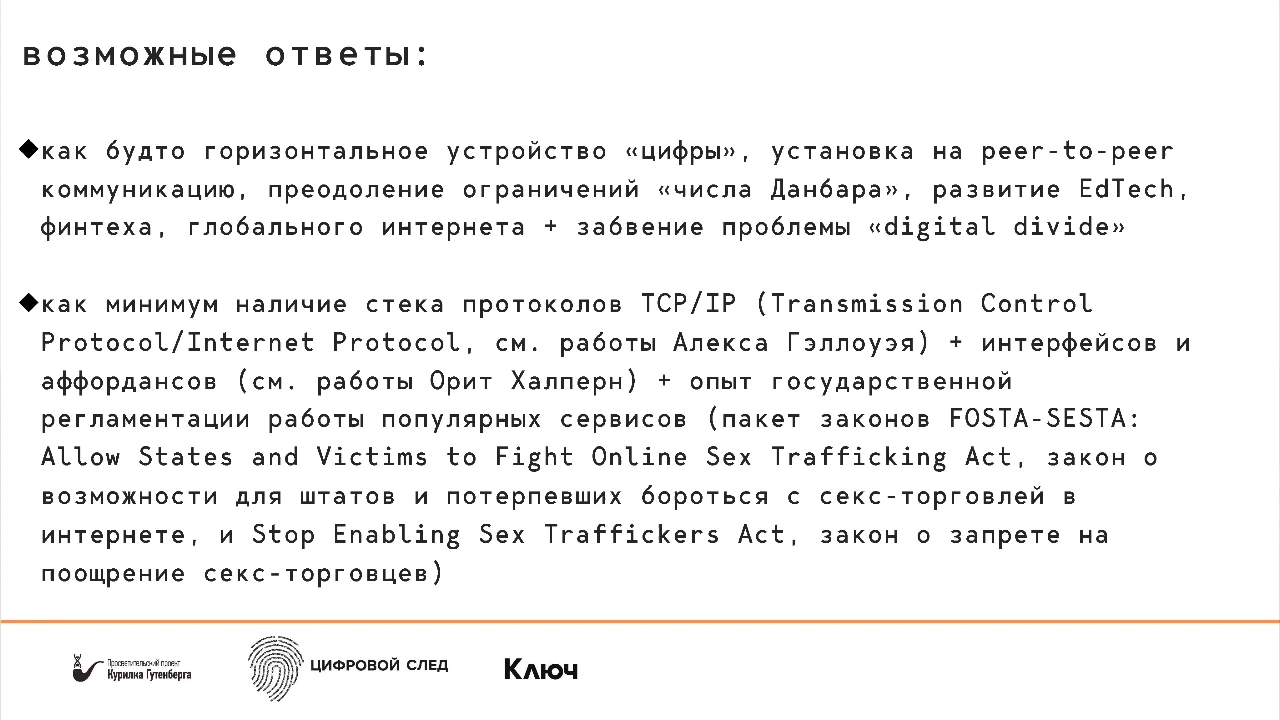 возможные ответы:
◆как будто горизонтальное устройство «цифры», установка на peer-to-peer
коммуникацию, преодоление ограничений «числа Данбара», развитие EdTech,
финтеха, глобального интернета + забвение проблемы «digital divide»
◆как минимум наличие стека протоколов TCP/IP (Transmission Control
Protocol/Internet Protocol, см. работы Алекса Гэллоуэя) + интерфейсов и
аффордансов (см. работы Орит Халперн) + опыт государственной
регламентации работы популярных сервисов (пакет законов FOSTA-SESTA:
Allow States and Victims to Fight Online Sex Trafficking Act, закон о
возможности для штатов и потерпевших бороться с секс-торговлей в
интернете, и Stop Enabling Sex Traffickers Act, закон о запрете на
поощрение секс-торговцев)
Просветительский проект
Курилка Гутенберга
ЦИФРОВОЙ СЛЕД
Ключ